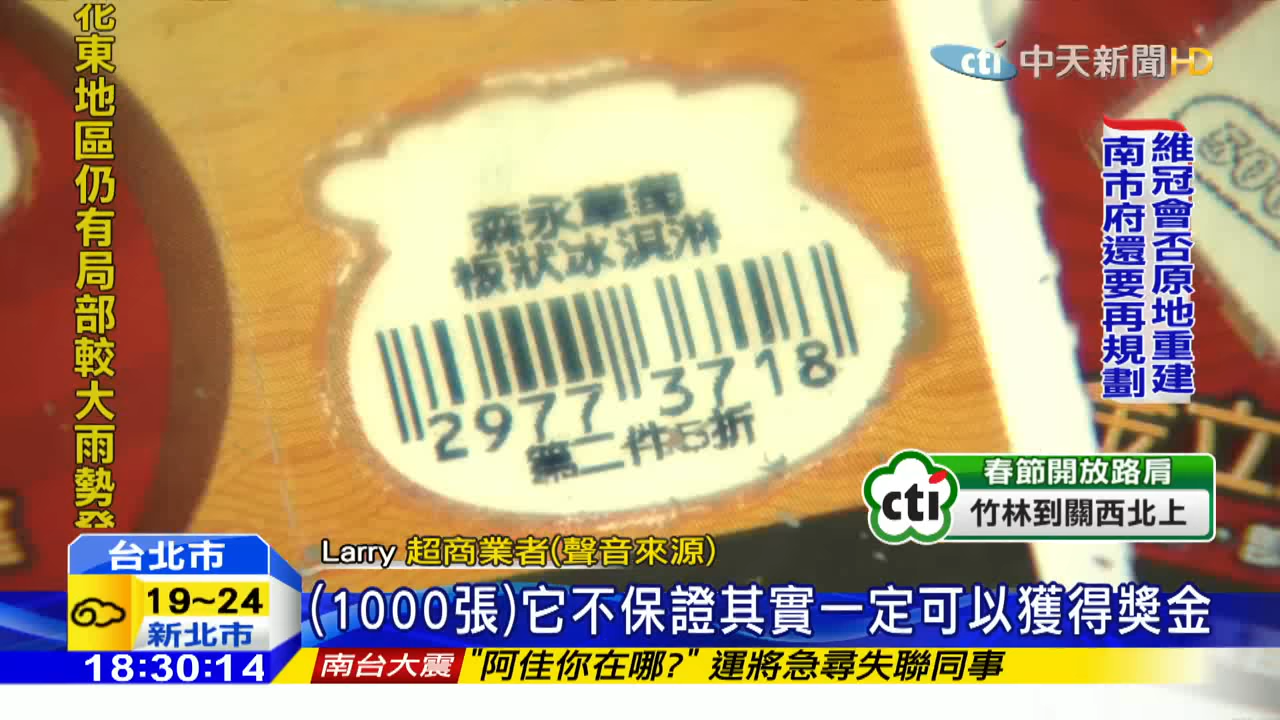 花東地區仍有局部較大雨勢發
cti 中天新聞HD
維冠會否原地重建
南市府還要再規劃
森永草莓
板狀冰淇淋
2977 3718
第二件5折
春節開放路肩
cti 竹林到關西北上
台北市
19~24
新北市
18:30:14
Larry 超商業者(聲音來源)
(1000張)它不保證其實一定可以獲得獎金
南台大震 "阿佳你在哪?" 運將急尋失聯同事